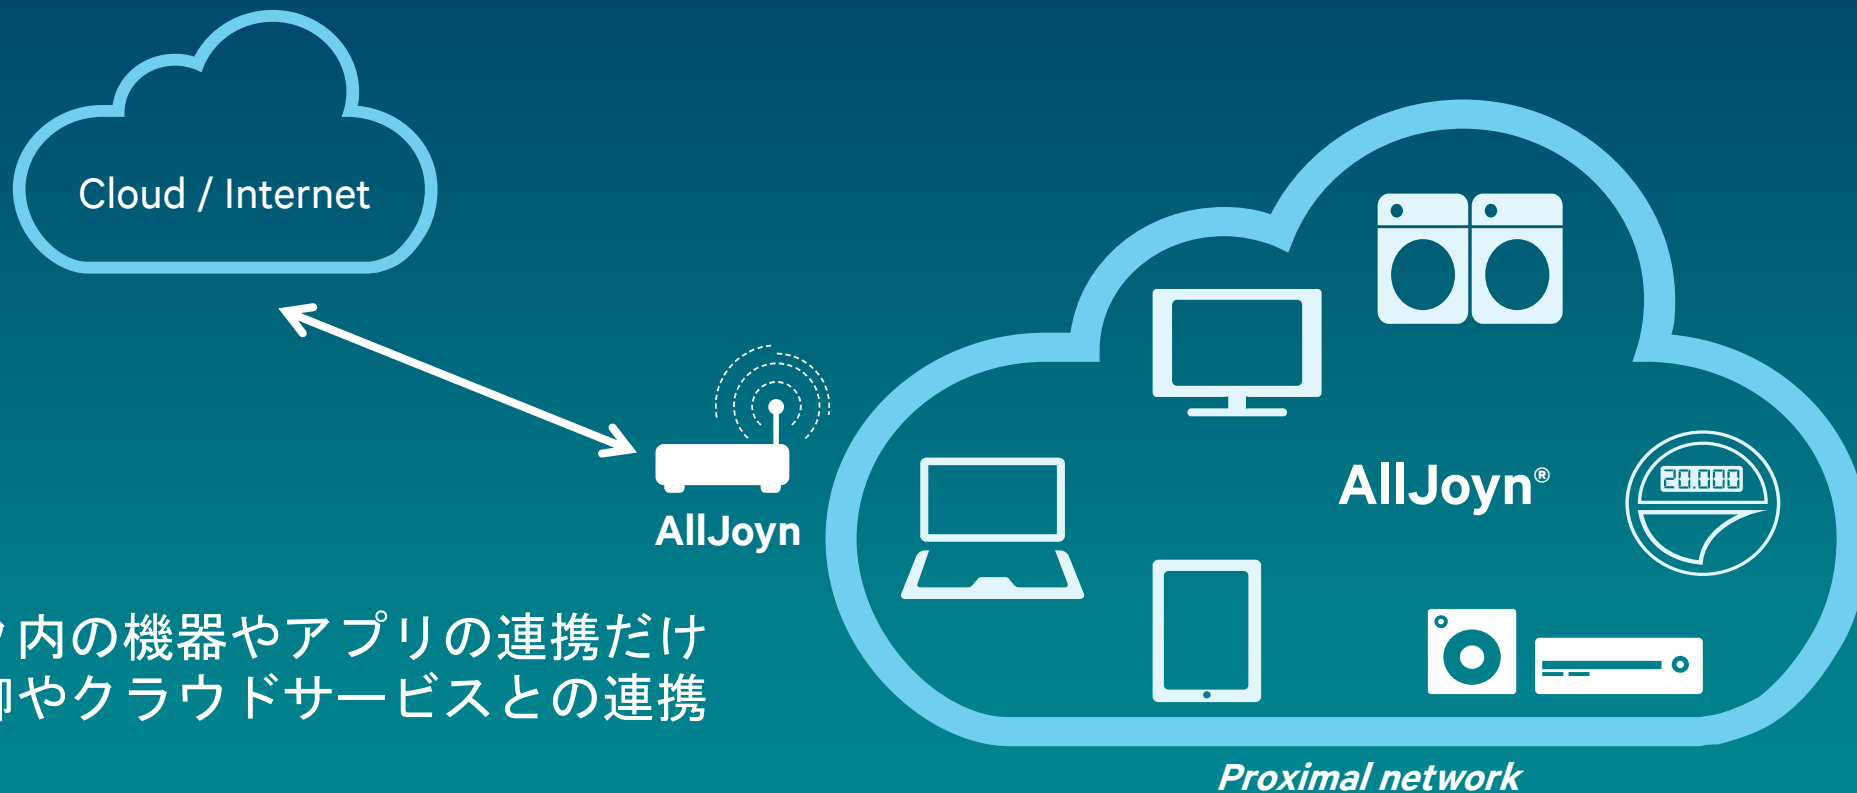 Cloud / Internet
AllJoyn®
20.000
AllJoyn
内の機器やアプリの連携だけ
やクラウドサービスとの連携
Proximal network